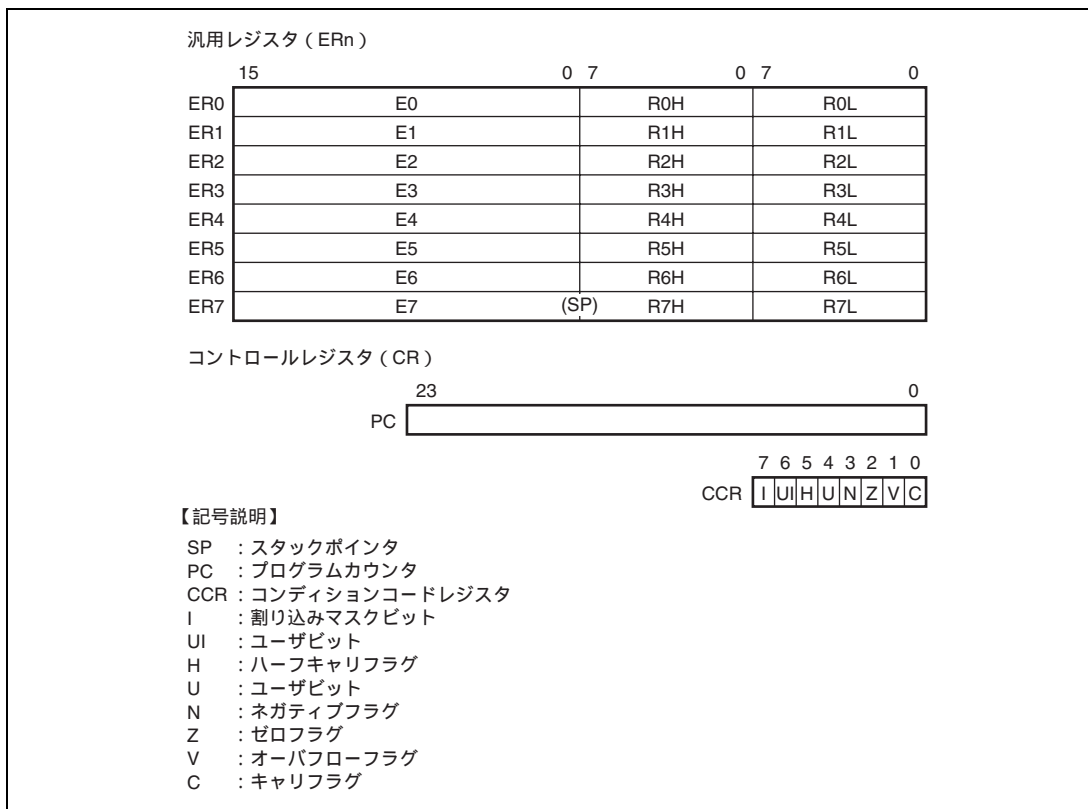 汎用レジスタ（ERn）
15 0 7 0 7 0
ER0 E0 R0H R0L
ER1 E1 R1H R1L
ER2 E2 R2H R2L
ER3 E3 R3H R3L
ER4 E4 R4H R4L
ER5 E5 R5H R5L
ER6 E6 R6H R6L
ER7 E7 (SP) R7H R7L
コントロールレジスタ（CR）
23 0
PC
7 6 5 4 3 2 1 0
CCR I UI H U N Z V C
【記号説明】
SP ：スタックポインタ
PC ：プログラムカウンタ
CCR：コンディションコードレジスタ
I ：割り込みマスクビット
UI ：ユーザビット
H ：ハーフキャリフラグ
U ：ユーザビット
N ：ネガティブフラグ
Z ：ゼロフラグ
V ：オーバフローフラグ
C ：キャリフラグ